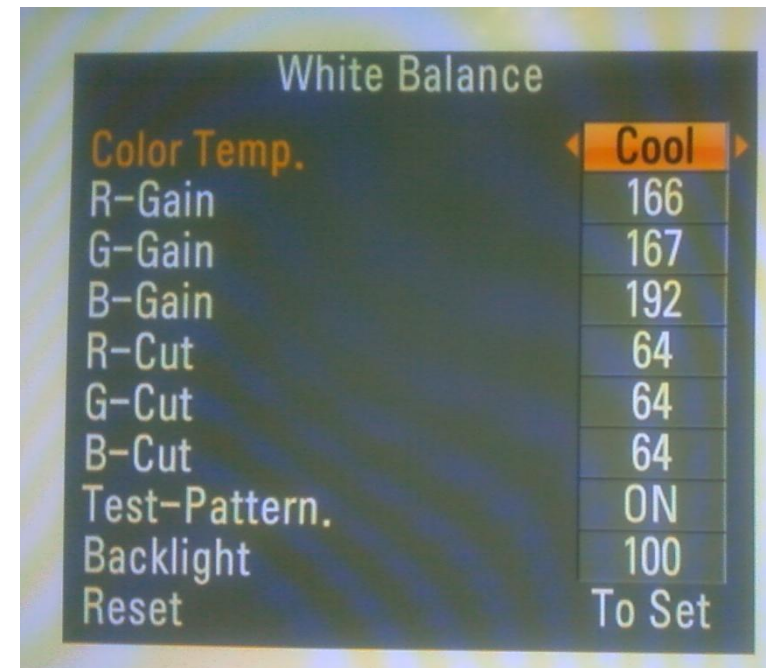 White Balance
Color Temp. Cool
R-Gain 166
G-Gain 167
B-Gain 192
R-Cut 64
G-Cut 64
B-Cut 64
Test-Pattern. ON
Backlight 100
Reset To Set